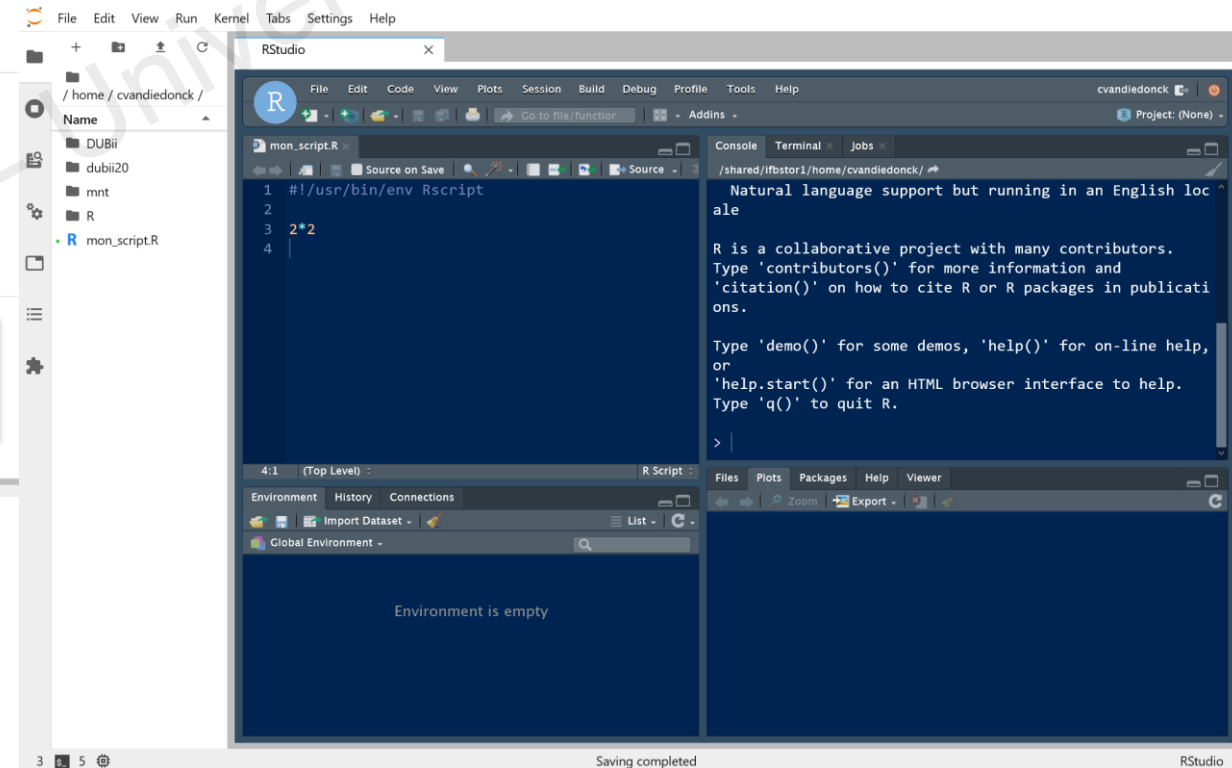 File Edit View Run Kernel Tabs Settings Help
RStudio
/ home / cvandiedonck /
Name
DUBii
dubii20
mnt
R
R mon_script.R
R
File Edit Code View Plots Session Build Debug Profile Tools Help
cvandiedonck
Go to file/function
Addins
Project: (None)
mon_script.R
Source on Save
Source
1 #!/usr/bin/env Rscript
2
3 2*2
4
4:1 (Top Level)
R Script
Environment History Connections
Import Dataset
List
Global Environment
Environment is empty
Console Terminal Jobs
/shared/ifbstor1/home/cvandiedonck/
Natural language support but running in an English loc
ale
R is a collaborative project with many contributors.
Type 'contributors()' for more information and
'citation()' on how to cite R or R packages in publicati
ons.
Type 'demo()' for some demos, 'help()' for on-line help,
or
'help.start()' for an HTML browser interface to help.
Type 'q()' to quit R.
>
Files Plots Packages Help Viewer
Zoom Export
3 5
Saving completed
RStudio